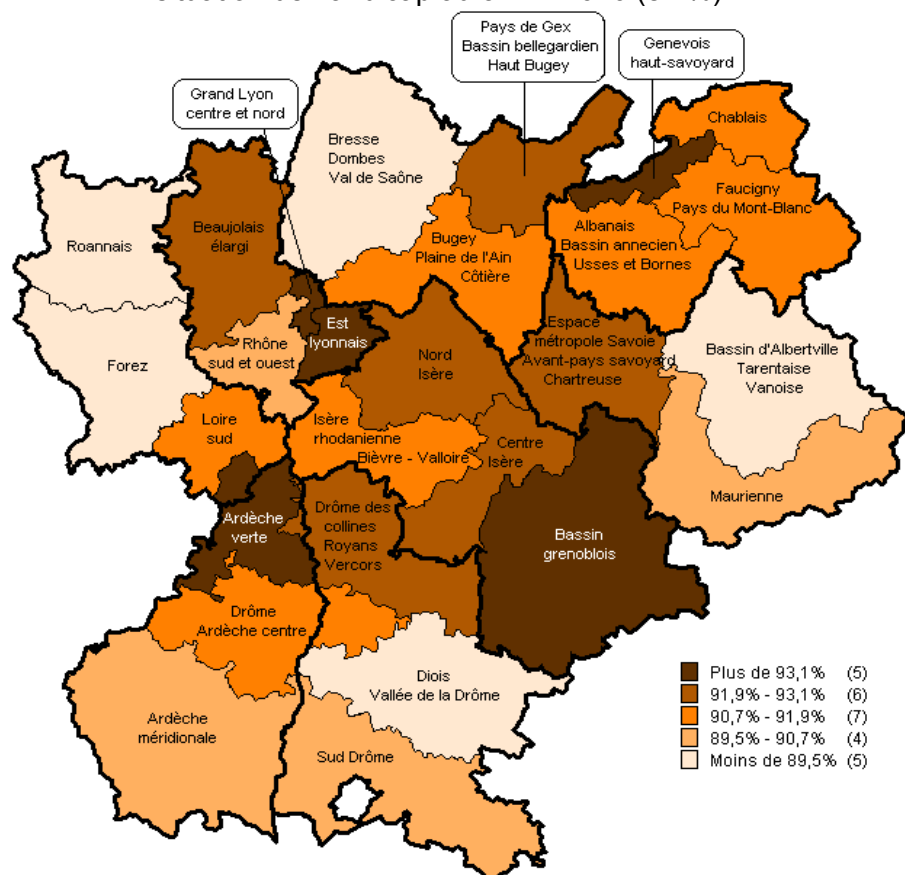 Pays de Gex
Bassin bellegardien
Haut Bugey
Genevois
haut-savoyard
Grand Lyon
centre et nord
Chablais
Bresse
Dombes
Val de Saône
Faucigny
Pays du Mont-Blanc
Beaujolais
élargi
Roannais
Albanais
Bassin annecien
Usses et Bornes
Bugey
Plaine de l'Ain
Côtière
Est
lyonnais
Espace
métropole Savoie
Avant-pays savoyard
Chartreuse
Rhône
sud et ouest
Bassin d'Albertville
Tarentaise
Vanoise
Nord
Isère
Forez
Loire
sud
Isère
rhodanienne
Bièvre - Valloire
Centre
Isère
Maurienne
Drôme des
collines
Royans
Vercors
Ardèche
verte
Bassin
grenoblois
Drôme
Ardèche centre
Diois
Vallée de la Drôme
Ardèche
méridionale
Sud Drôme
Plus de 93,1% (5)
91,9% - 93,1% (6)
90,7% - 91,9% (7)
89,5% - 90,7% (4)
Moins de 89,5% (5)